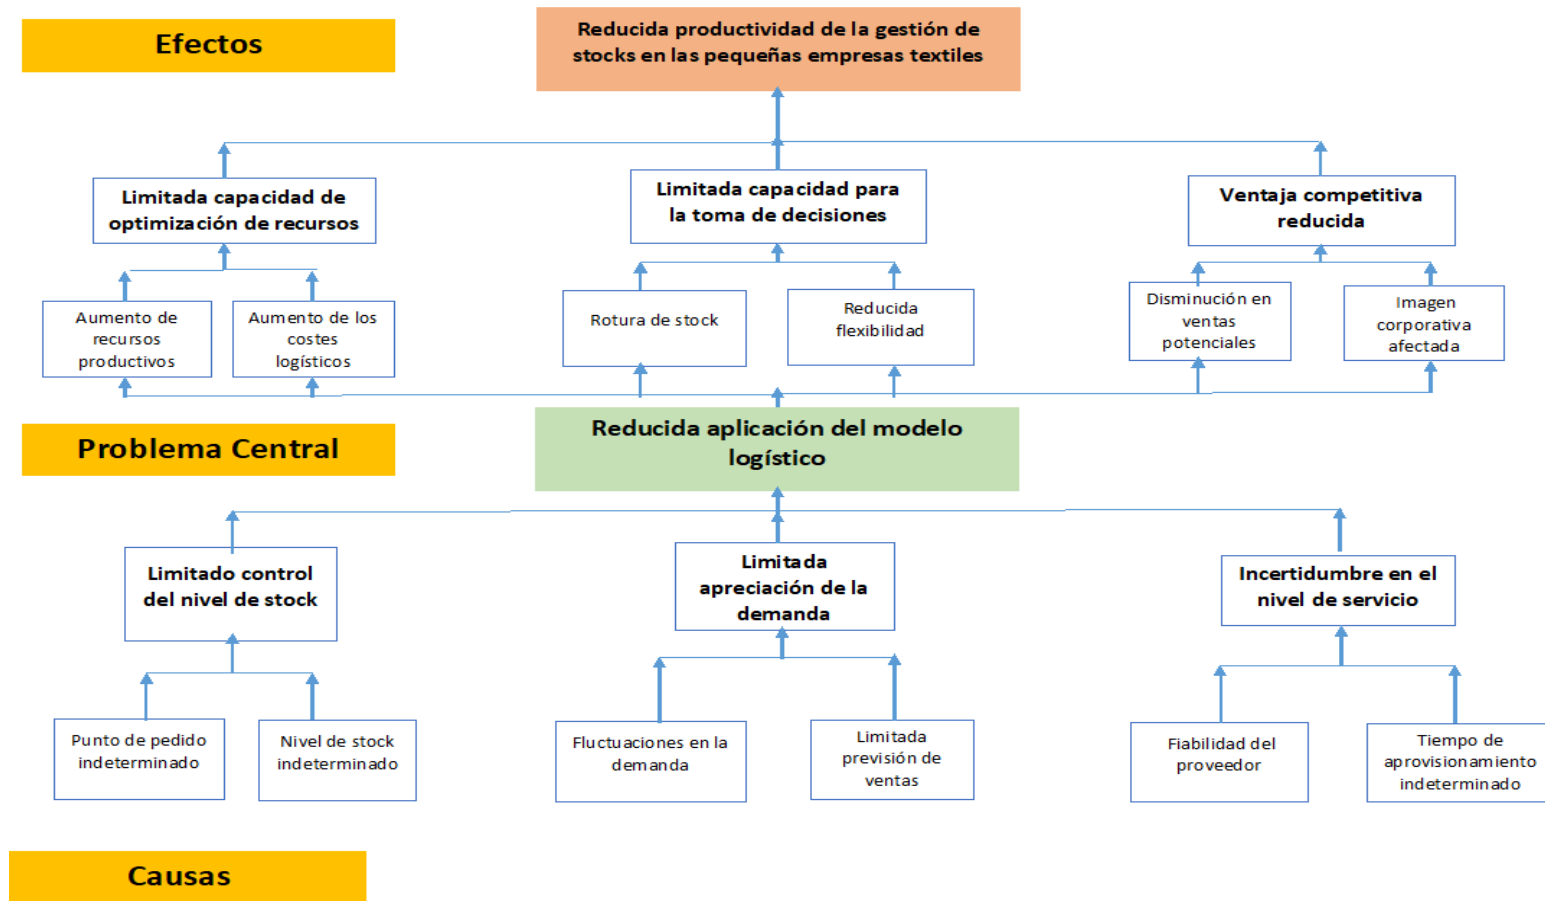 Efectos
Reducida productividad de la gestión de
stocks en las pequeñas empresas textiles
Limitada capacidad de
optimización de recursos
Limitada capacidad para
la toma de decisiones
Ventaja competitiva
reducida
Aumento de
recursos
productivos
Aumento de los
costes
logísticos
Rotura de stock
Reducida
flexibilidad
Disminución en
ventas
potenciales
Imagen
corporativa
afectada
Problema Central
Reducida aplicación del modelo
logístico
Limitado control
del nivel de stock
Limitada
apreciación de la
demanda
Incertidumbre en el
nivel de servicio
Punto de pedido
indeterminado
Nivel de stock
indeterminado
Fluctuaciones en la
demanda
Limitada
previsión de
ventas
Fiabilidad del
proveedor
Tiempo de
aprovisionamiento
indeterminado
Causas